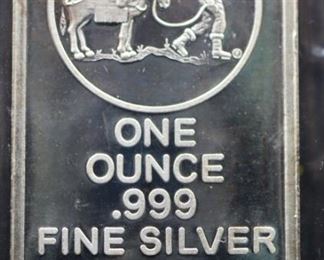 ®
ONE
OUNCE
.999
FINE SILVER